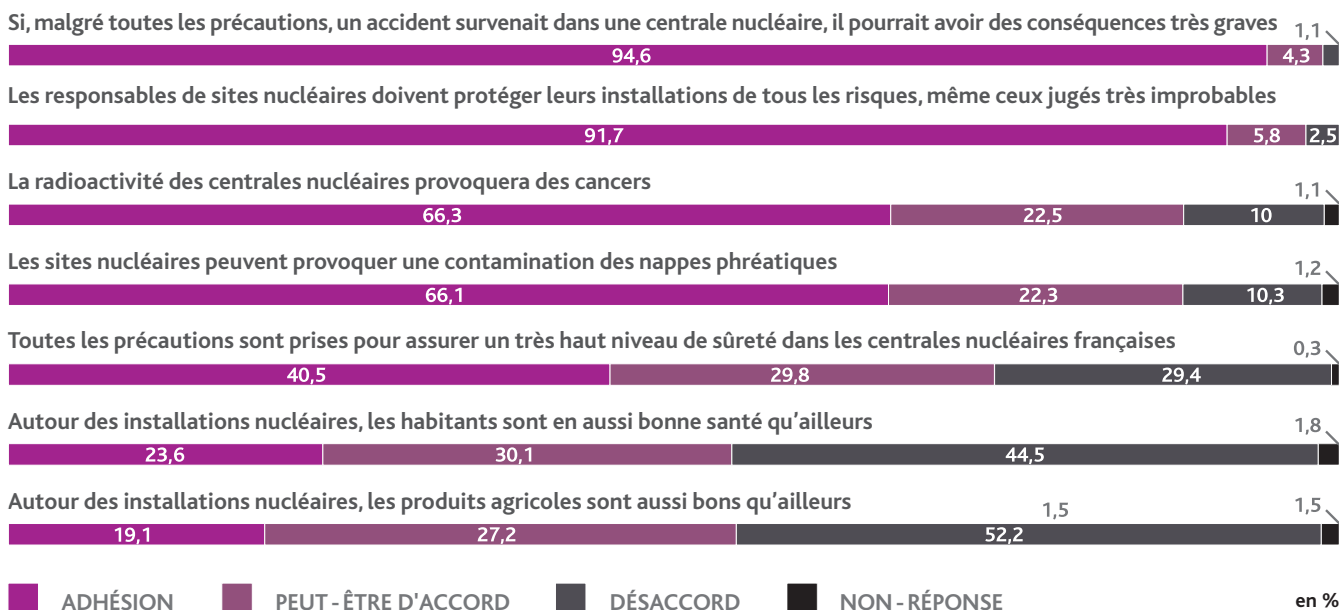 Si, malgré toutes les précautions, un accident survenait dans une centrale nucléaire, il pourrait avoir des conséquences très graves 1,1
94,6 4,3
Les responsables de sites nucléaires doivent protéger leurs installations de tous les risques, même ceux jugés très improbables
91,7 5,8 2,5
La radioactivité des centrales nucléaires provoquera des cancers 1,1
66,3 22,5 10
Les sites nucléaires peuvent provoquer une contamination des nappes phréatiques 1,2
66,1 22,3 10,3
Toutes les précautions sont prises pour assurer un très haut niveau de sûreté dans les centrales nucléaires françaises 0,3
40,5 29,8 29,4
Autour des installations nucléaires, les habitants sont en aussi bonne santé qu'ailleurs 1,8
23,6 30,1 44,5
Autour des installations nucléaires, les produits agricoles sont aussi bons qu'ailleurs 1,5 1,5
19,1 27,2 52,2
ADHÉSION PEUT-ÊTRE D'ACCORD DÉSACCORD NON-RÉPONSE en %